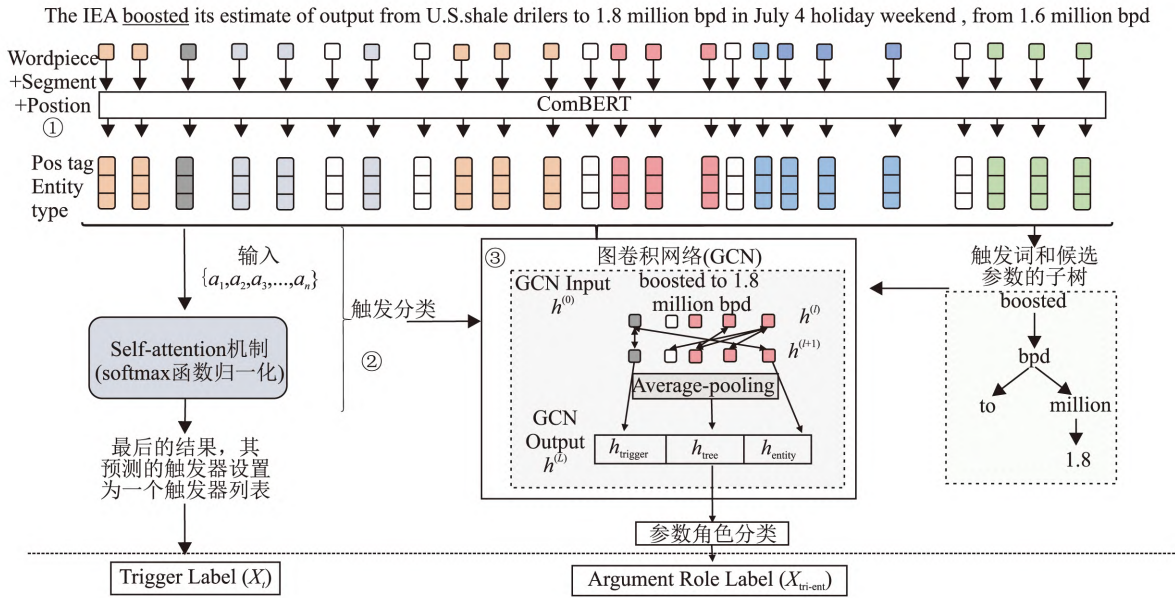 The IEA boosted its estimate of output from U.S.shale drilers to 1.8 million bpd in July 4 holiday weekend , from 1.6 million bpd
Wordpiece
+Segment
+Postion
①
ComBERT
Pos tag
Entity
type
输入
{a₁,a₂,a₃,...,aₙ}
Self-attention机制
(softmax函数归一化)
最后的结果，其
预测的触发器设置
为一个触发器列表
Trigger Label (Xₜ)
触发分类
②
③
图卷积网络(GCN)
GCN Input
h⁽⁰⁾
boosted to 1.8
million bpd
h⁽ˡ⁾
h⁽ˡ⁺¹⁾
Average-pooling
GCN
Output
h⁽ᴸ⁾
h_trigger
h_tree
h_entity
参数角色分类
Argument Role Label (X_tri-ent)
触发词和候选
参数的子树
boosted
bpd
to
million
1.8